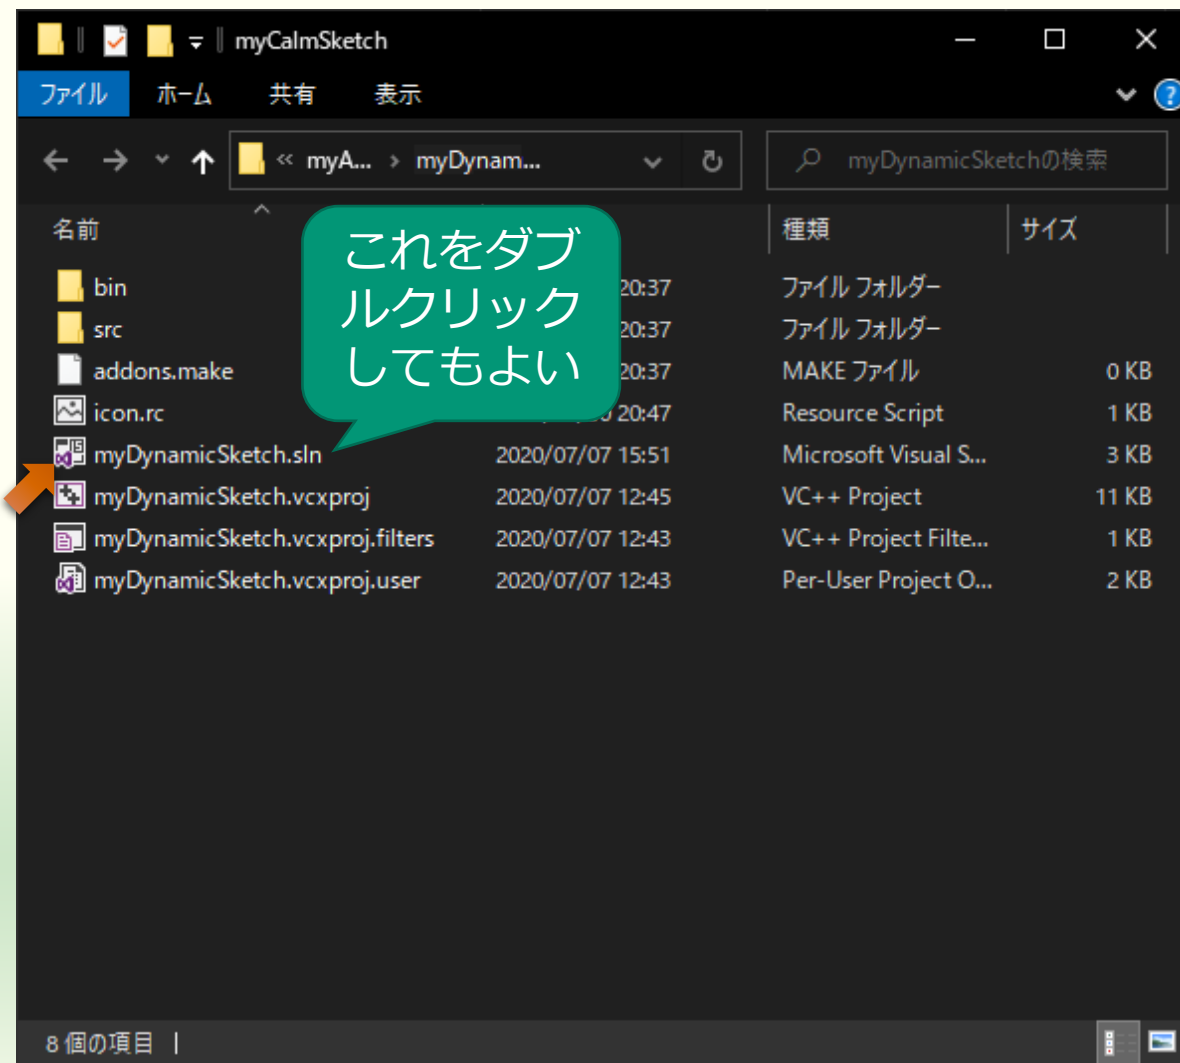 myCalmSketch
ファイル ホーム 共有 表示
« myA... › myDynam... myDynamicSketchの検索
名前 種類 サイズ
これをダブ
ルクリック
してもよい
bin 20:37 ファイル フォルダー
src 20:37 ファイル フォルダー
addons.make 20:37 MAKE ファイル 0 KB
icon.rc 20:47 Resource Script 1 KB
myDynamicSketch.sln 2020/07/07 15:51 Microsoft Visual S... 3 KB
myDynamicSketch.vcxproj 2020/07/07 12:45 VC++ Project 11 KB
myDynamicSketch.vcxproj.filters 2020/07/07 12:43 VC++ Project Filte... 1 KB
myDynamicSketch.vcxproj.user 2020/07/07 12:43 Per-User Project O... 2 KB
8 個の項目